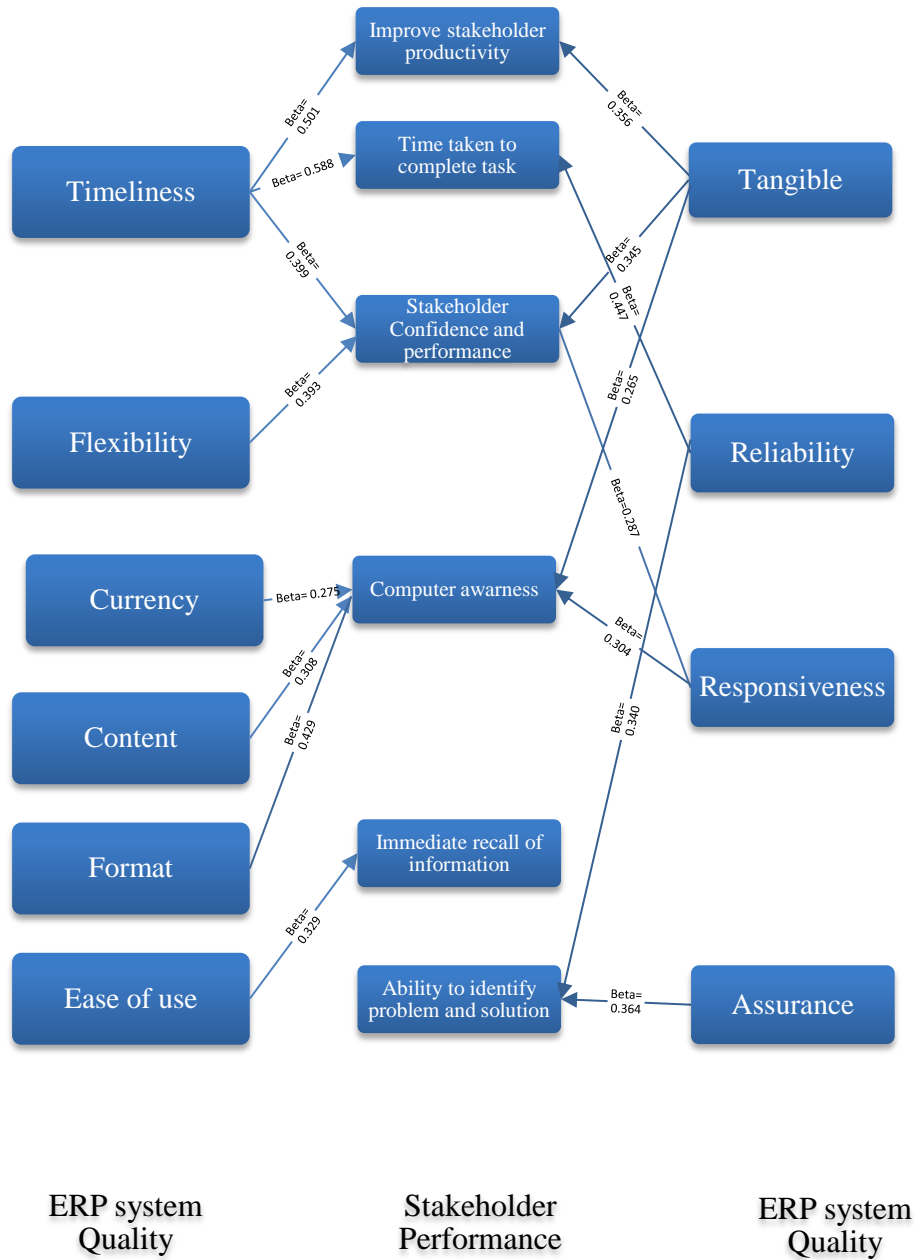 Improve stakeholder
productivity
Beta=
0.501
Beta=
0.356
Time taken to
complete task
Timeliness
Beta= 0.588
Tangible
Beta=
0.399
Beta=
0.345
Stakeholder
Confidence and
performance
Beta=
0.447
Beta=
0.393
Beta=
0.265
Flexibility
Reliability
Beta=0.287
Currency
Beta= 0.275
Computer awarness
Beta=
0.308
Beta=
0.304
Content
Responsiveness
Beta=
0.429
Beta=
0.340
Format
Immediate recall of
information
Beta=
0.329
Ease of use
Ability to identify
problem and solution
Beta=
0.364
Assurance
ERP system
Quality
Stakeholder
Performance
ERP system
Quality